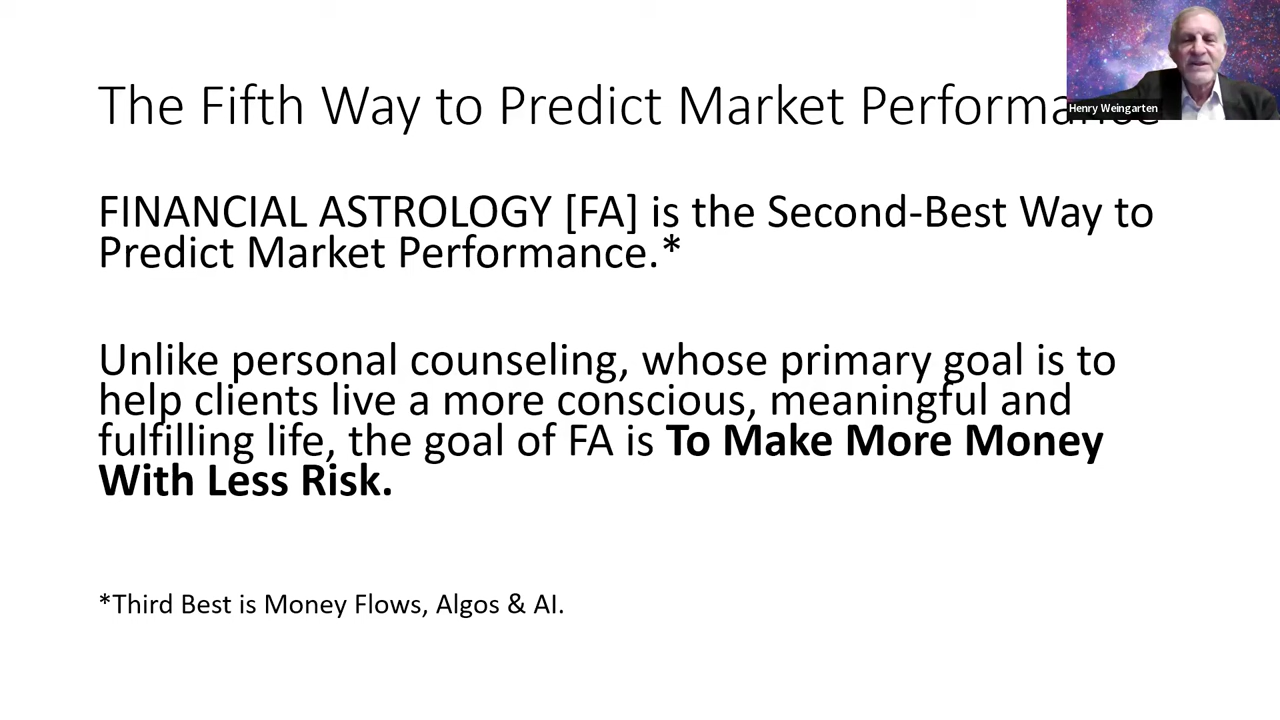 The Fifth Way to Predict Market Performance
Henry Weingarten
FINANCIAL ASTROLOGY [FA] is the Second-Best Way to
Predict Market Performance.*
Unlike personal counseling, whose primary goal is to
help clients live a more conscious, meaningful and
fulfilling life, the goal of FA is To Make More Money
With Less Risk.
*Third Best is Money Flows, Algos & AI.